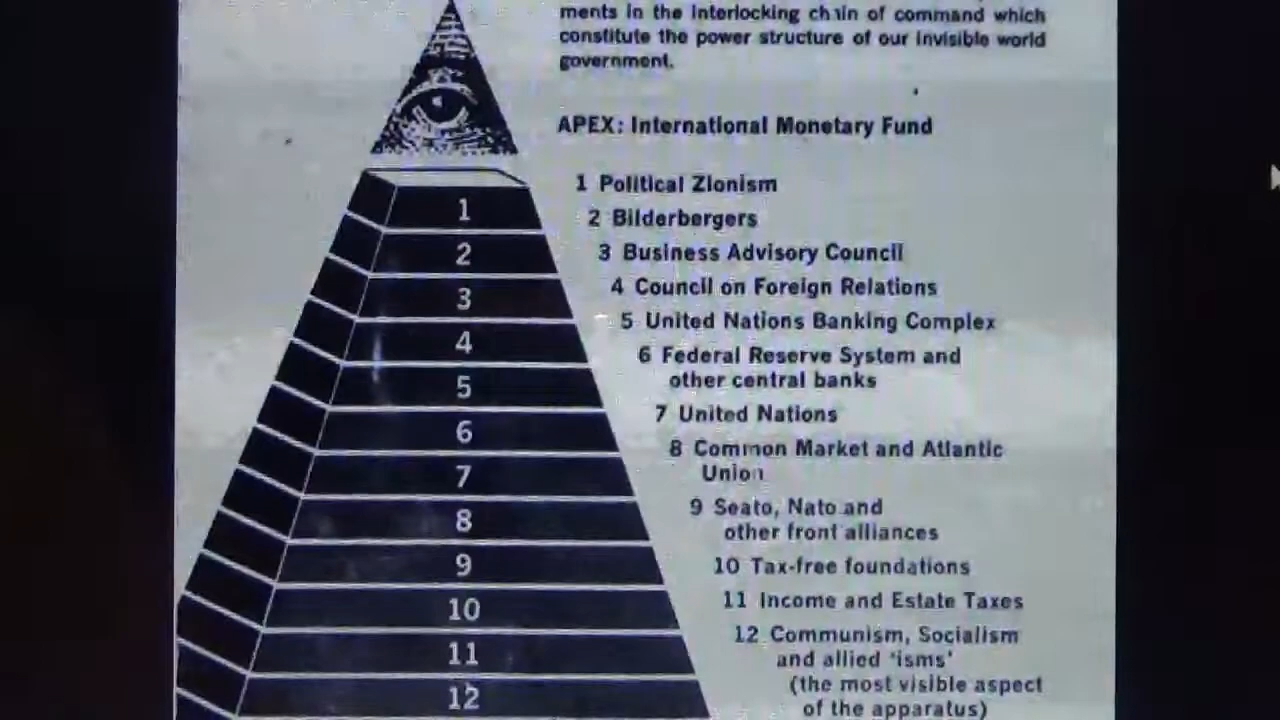 ments in the interlocking chain of command which
constitute the power structure of our invisible world
government.
APEX: International Monetary Fund
1 Political Zionism
2 Bilderbergers
3 Business Advisory Council
4 Council on Foreign Relations
5 United Nations Banking Complex
6 Federal Reserve System and
other central banks
7 United Nations
8 Common Market and Atlantic
Union
9 Seato, Nato and
other front alliances
10 Tax-free foundations
11 Income and Estate Taxes
12 Communism, Socialism
and allied ‘isms’
(the most visible aspect
of the apparatus)
1
2
3
4
5
6
7
8
9
10
11
12